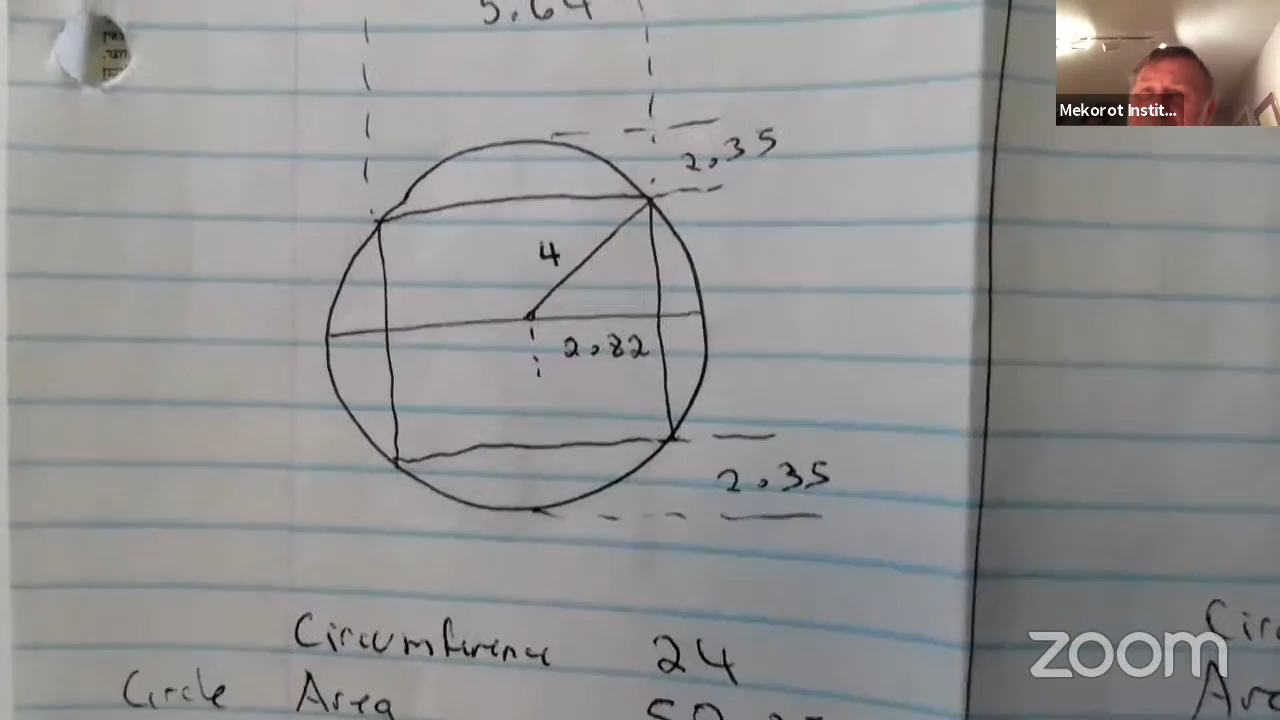 5.64
Mekorot Instit...
2.35
4
2.82
2.35
Circumference 24
Circle Area
zoom